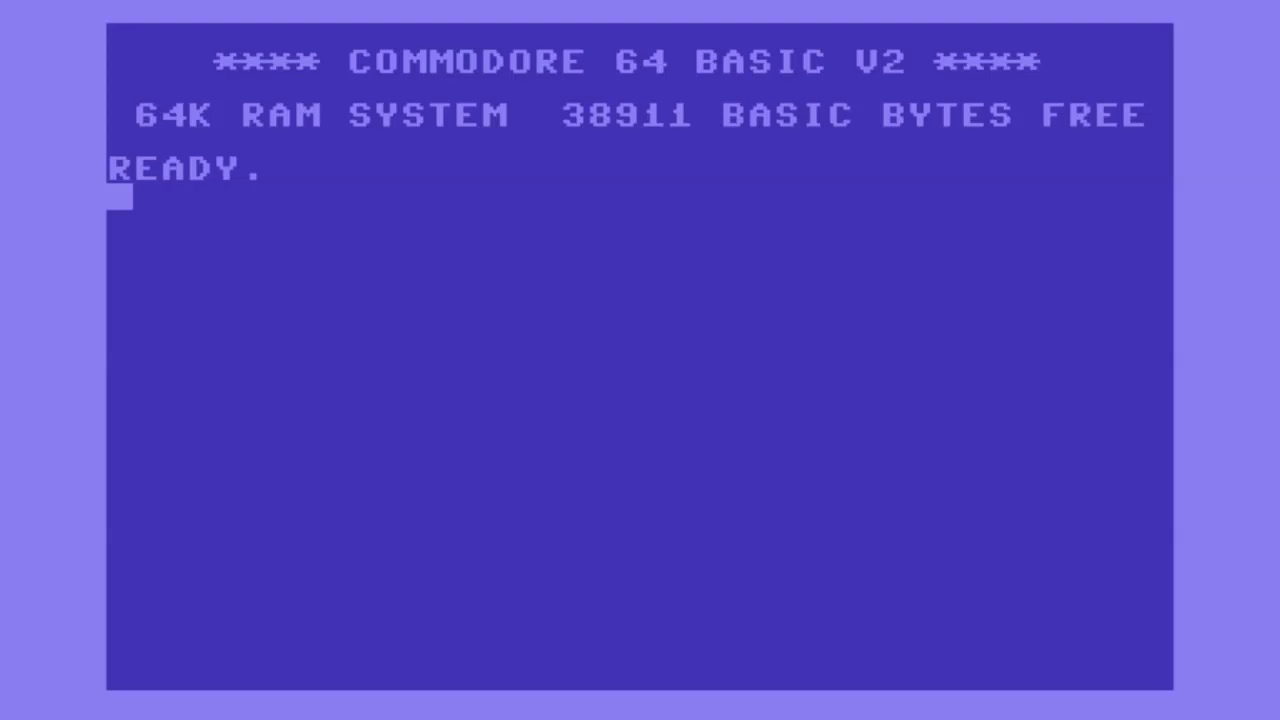 **** COMMODORE 64 BASIC V2 ****
64K RAM SYSTEM  38911 BASIC BYTES FREE
READY.